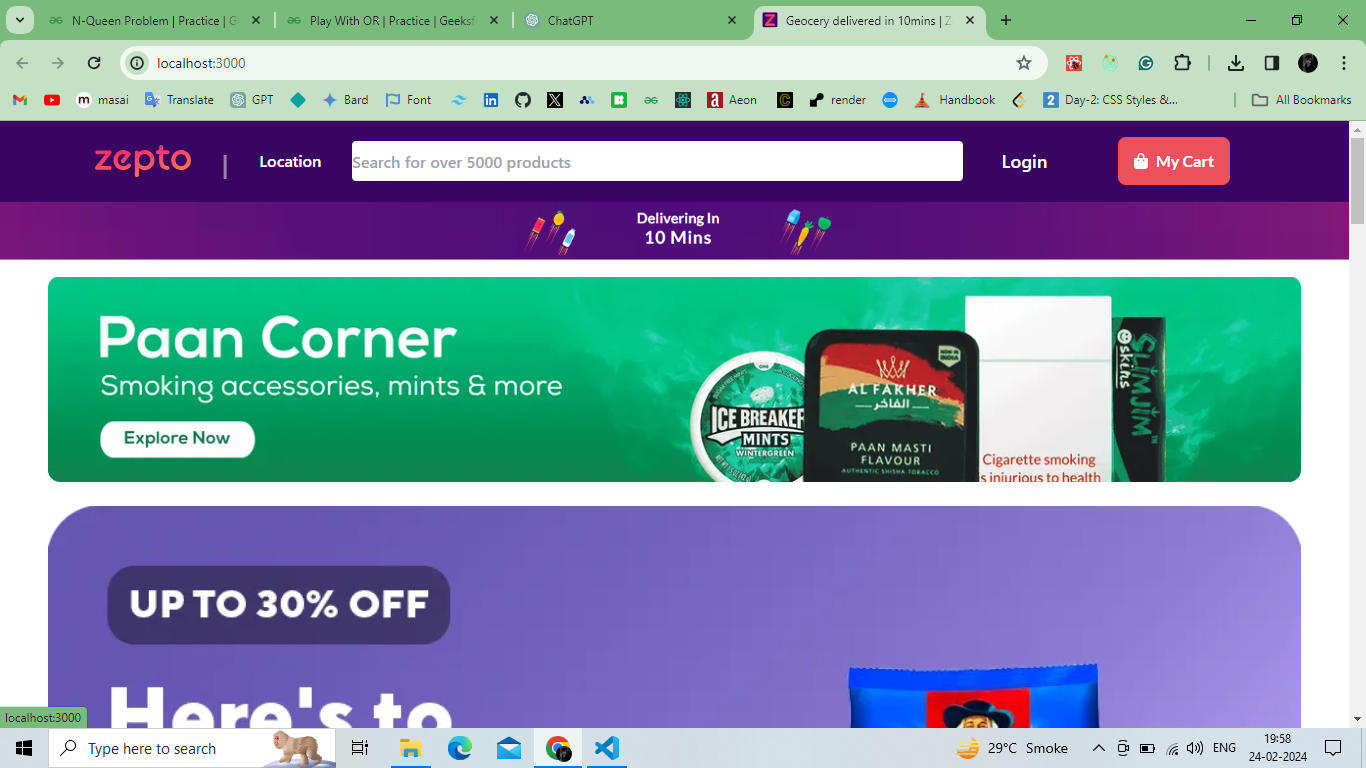 N-Queen Problem | Practice | G
Play With OR | Practice | Geeksf
ChatGPT
Geocery delivered in 10mins | Z
localhost:3000
masai
Translate
GPT
Bard
Font
Aeon
render
Handbook
Day-2: CSS Styles &...
All Bookmarks
zepto
|
Location
Search for over 5000 products
Login
My Cart
Delivering In
10 Mins
Paan Corner
Smoking accessories, mints & more
Explore Now
ICE BREAKER
MINTS
WINTERGREEN
NOW IN
INDIA
AL FAKHER
الفاخر
PAAN MASTI
FLAVOUR
AUTHENTIC SHISHA TOBACCO
Cigarette smoking
is injurious to health
skins
SLIMJIM
UP TO 30% OFF
Here's to
localhost:3000
Type here to search
29°C Smoke
ENG
19:58
24-02-2024